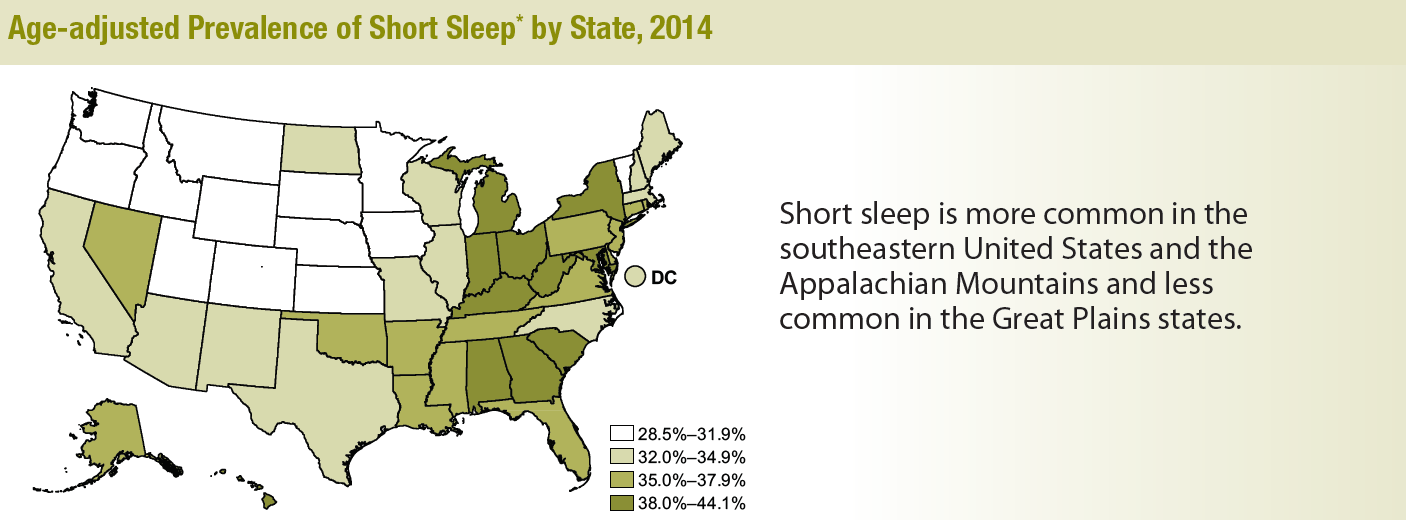 Age-adjusted Prevalence of Short Sleep* by State, 2014
Short sleep is more common in the
southeastern United States and the
Appalachian Mountains and less
common in the Great Plains states.
DC
28.5%–31.9%
32.0%–34.9%
35.0%–37.9%
38.0%–44.1%